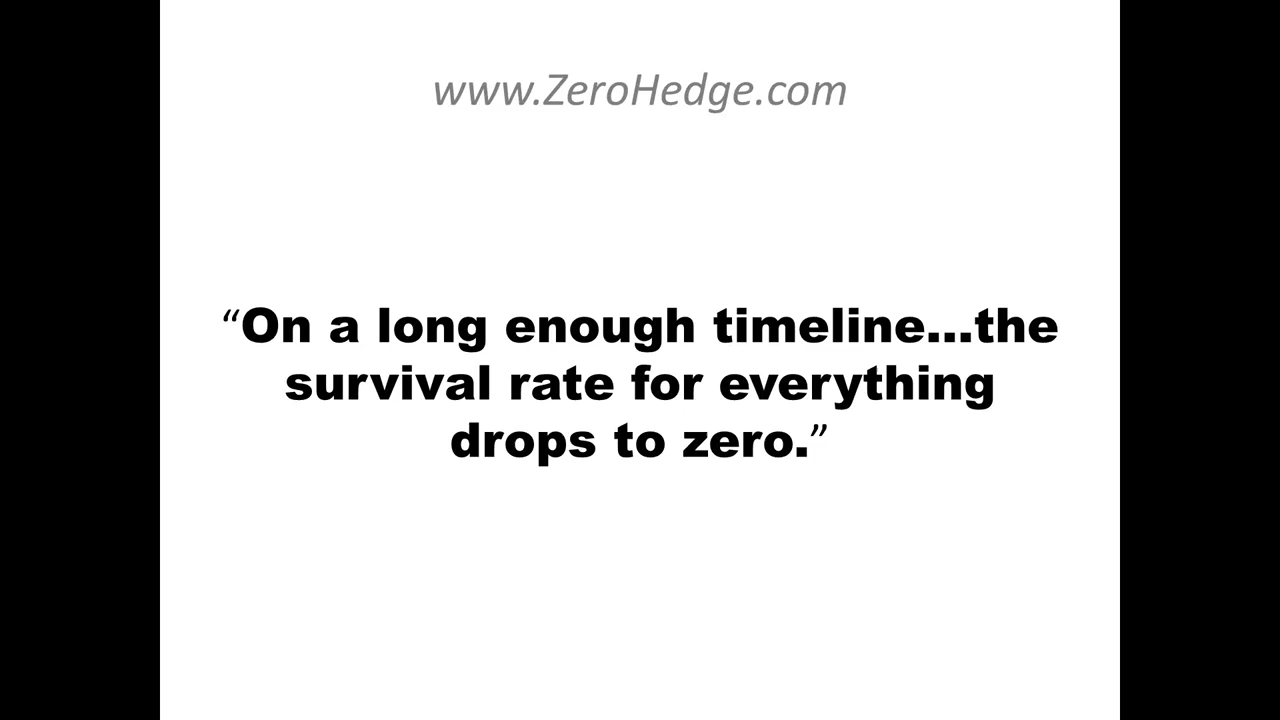 www.ZeroHedge.com
“On a long enough timeline...the
survival rate for everything
drops to zero.”